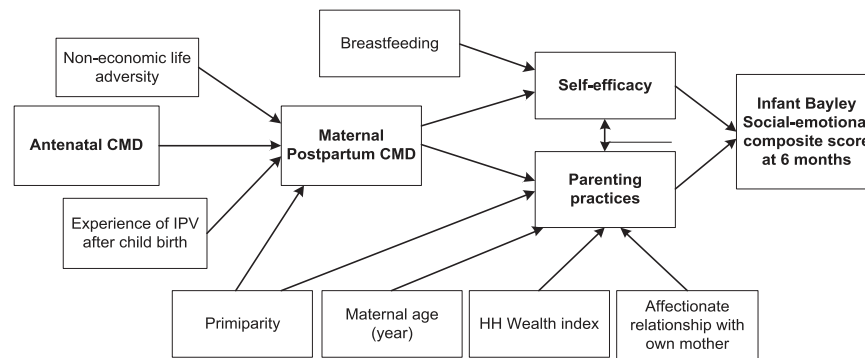 Non-economic life
adversity
Breastfeeding
Antenatal CMD
Maternal
Postpartum CMD
Self-efficacy
Infant Bayley
Social-emotional
composite score
at 6 months
Experience of IPV
after child birth
Parenting
practices
Primiparity
Maternal age
(year)
HH Wealth index
Affectionate
relationship with
own mother